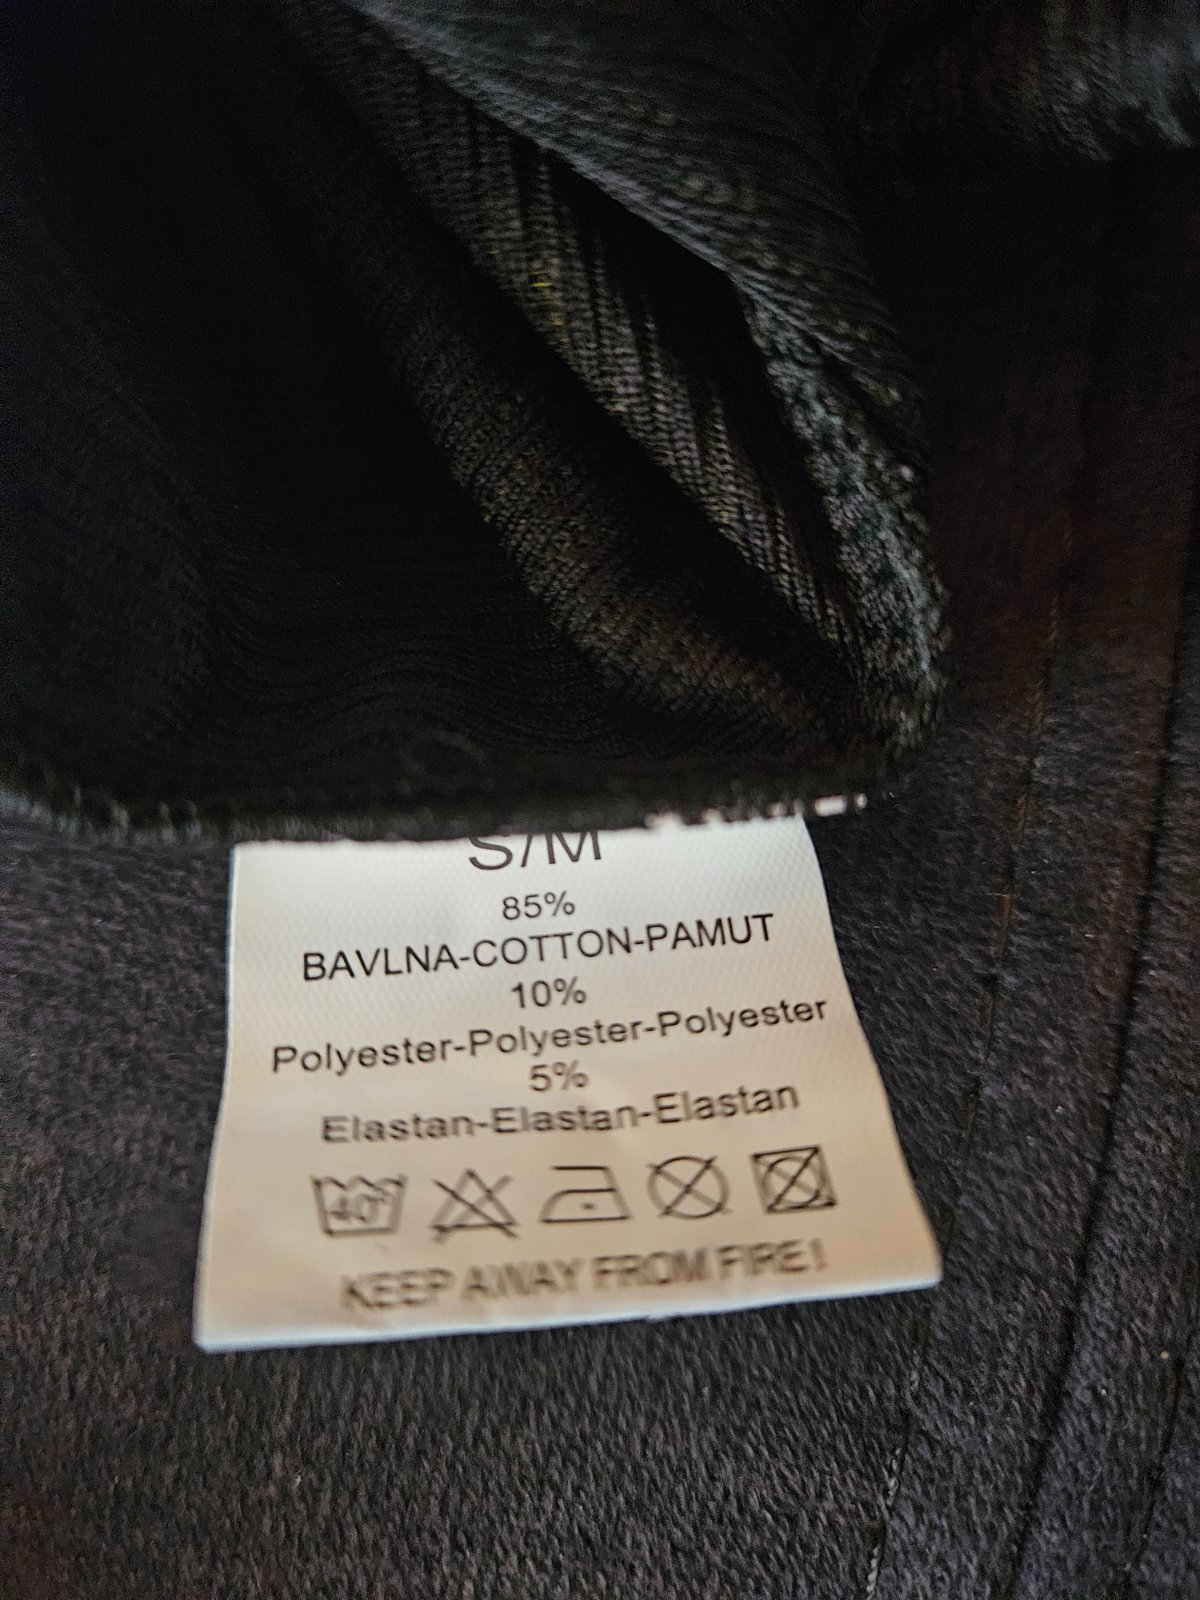 S/M
85%
BAVLNA-COTTON-PAMUT
10%
Polyester-Polyester-Polyester
5%
Elastan-Elastan-Elastan
40°
KEEP AWAY FROM FIRE!